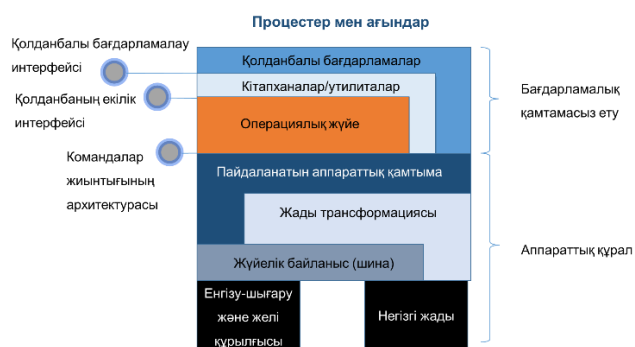 Процестер мен ағындар
Қолданбалы бағдарламалау
интерфейсі
Қолданбаның екілік
интерфейсі
Командалар
жиынтығының
архитектурасы
Қолданбалы бағдарламалар
Кітапханалар/утилиталар
Операциялық жүйе
Пайдаланатын аппараттық қамтыма
Жады трансформациясы
Жүйелік байланыс (шина)
Енгізу-шығару
және желі
құрылғысы
Негізгі жады
Бағдарламалық
қамтамасыз ету
Аппараттық құрал